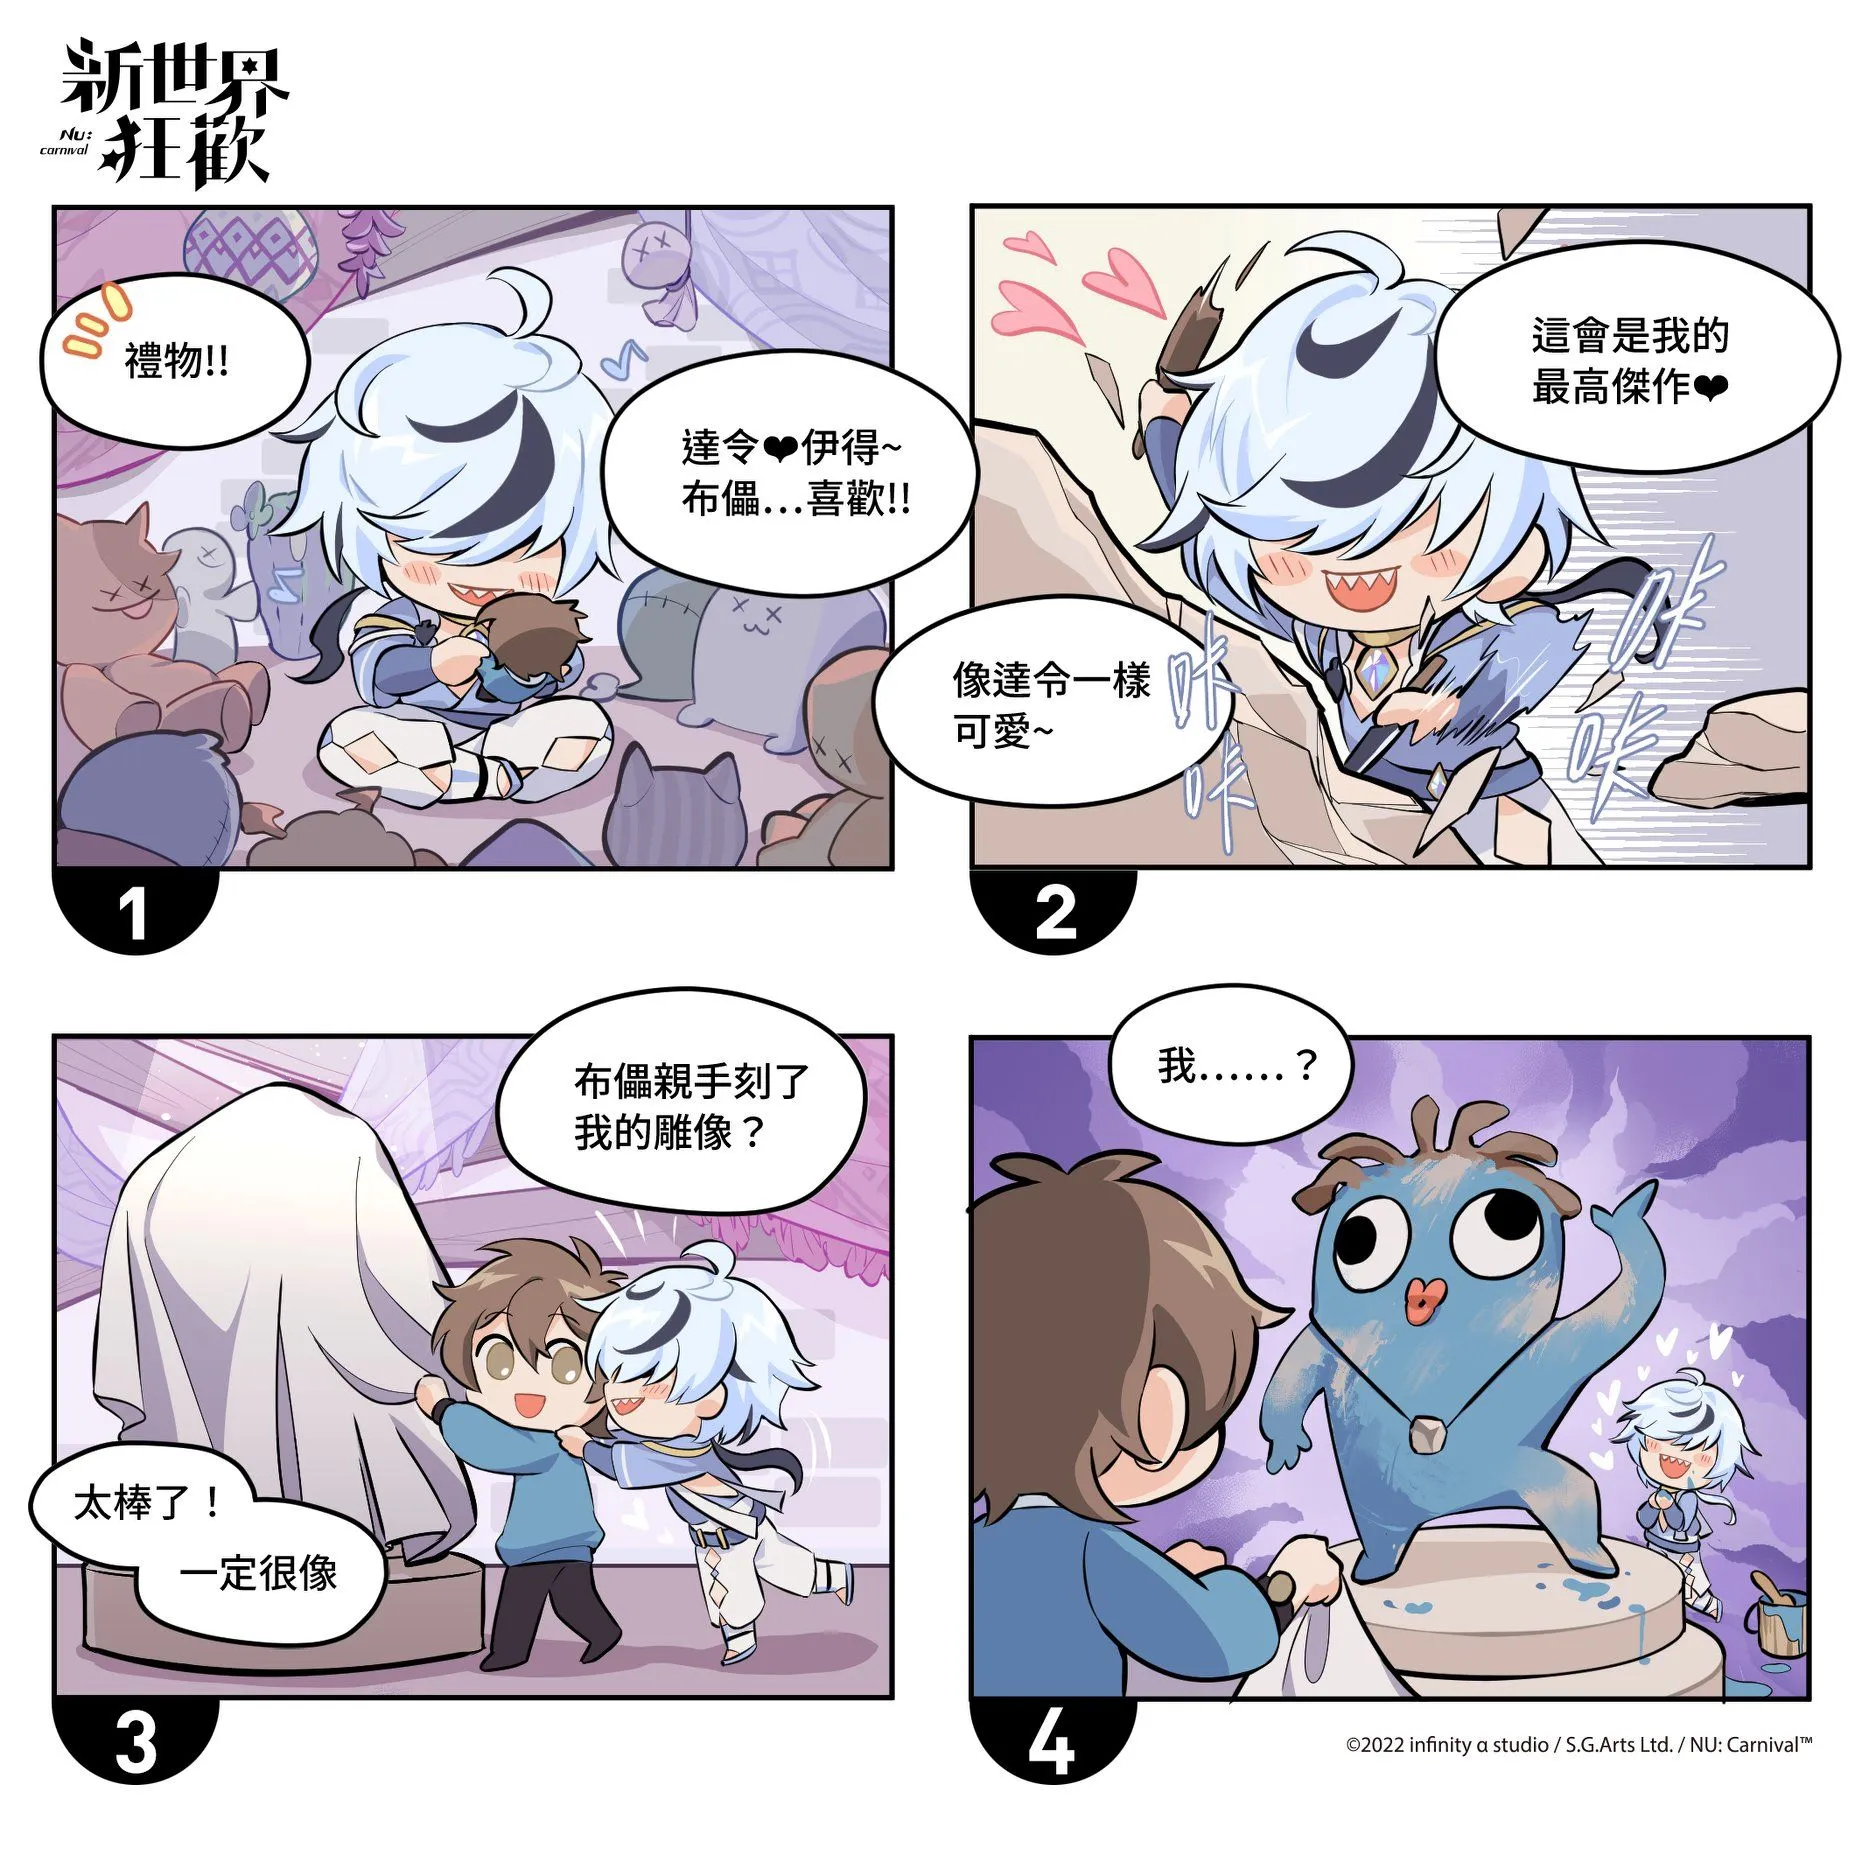 新世界
Nu:
carnival
狂歡
禮物!!
達令❤伊得~
布儡...喜歡!!
1
這會是我的
最高傑作❤
像達令一樣
可愛~
咔
咔
咔
咔
2
布儡親手刻了
我的雕像？
太棒了！
一定很像
3
我......？
4
©2022 infinity α studio / S.G.Arts Ltd. / NU: Carnival™